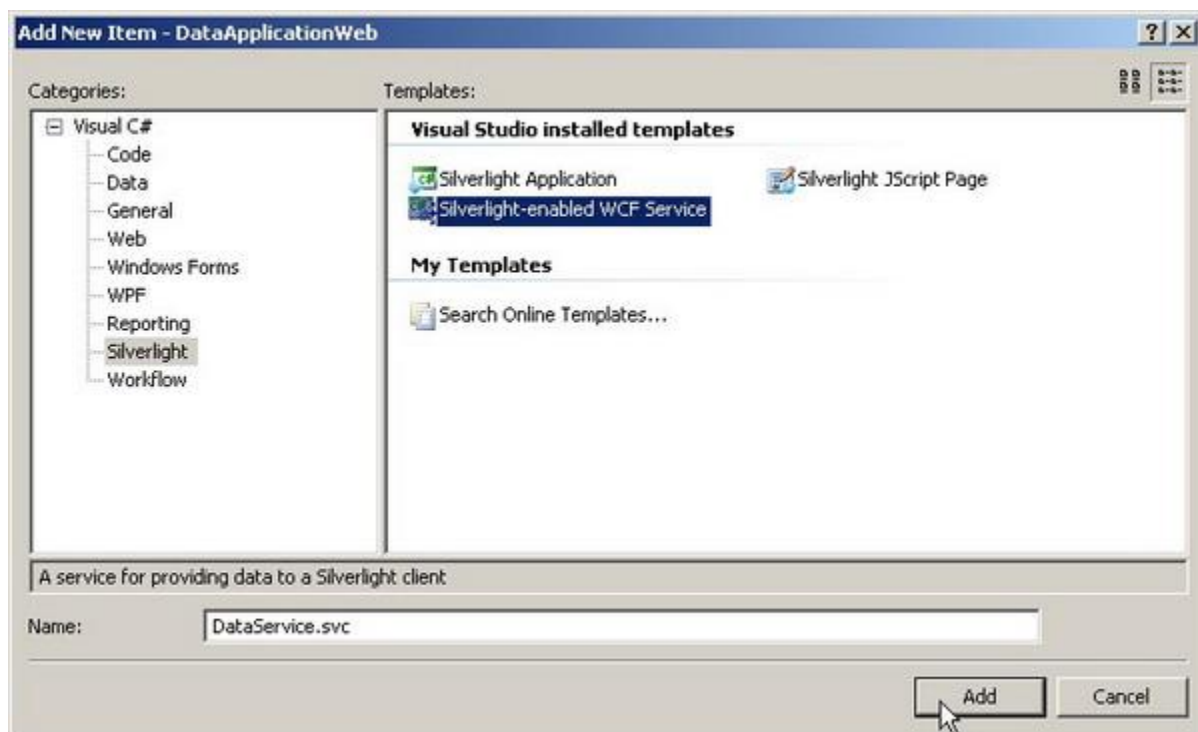 Add New Item - DataApplicationWeb
Categories:
Templates:
Visual C#
Code
Data
General
Web
Windows Forms
WPF
Reporting
Silverlight
Workflow
Visual Studio installed templates
Silverlight Application
Silverlight JScript Page
Silverlight-enabled WCF Service
My Templates
Search Online Templates...
A service for providing data to a Silverlight client
Name:
DataService.svc
Add
Cancel